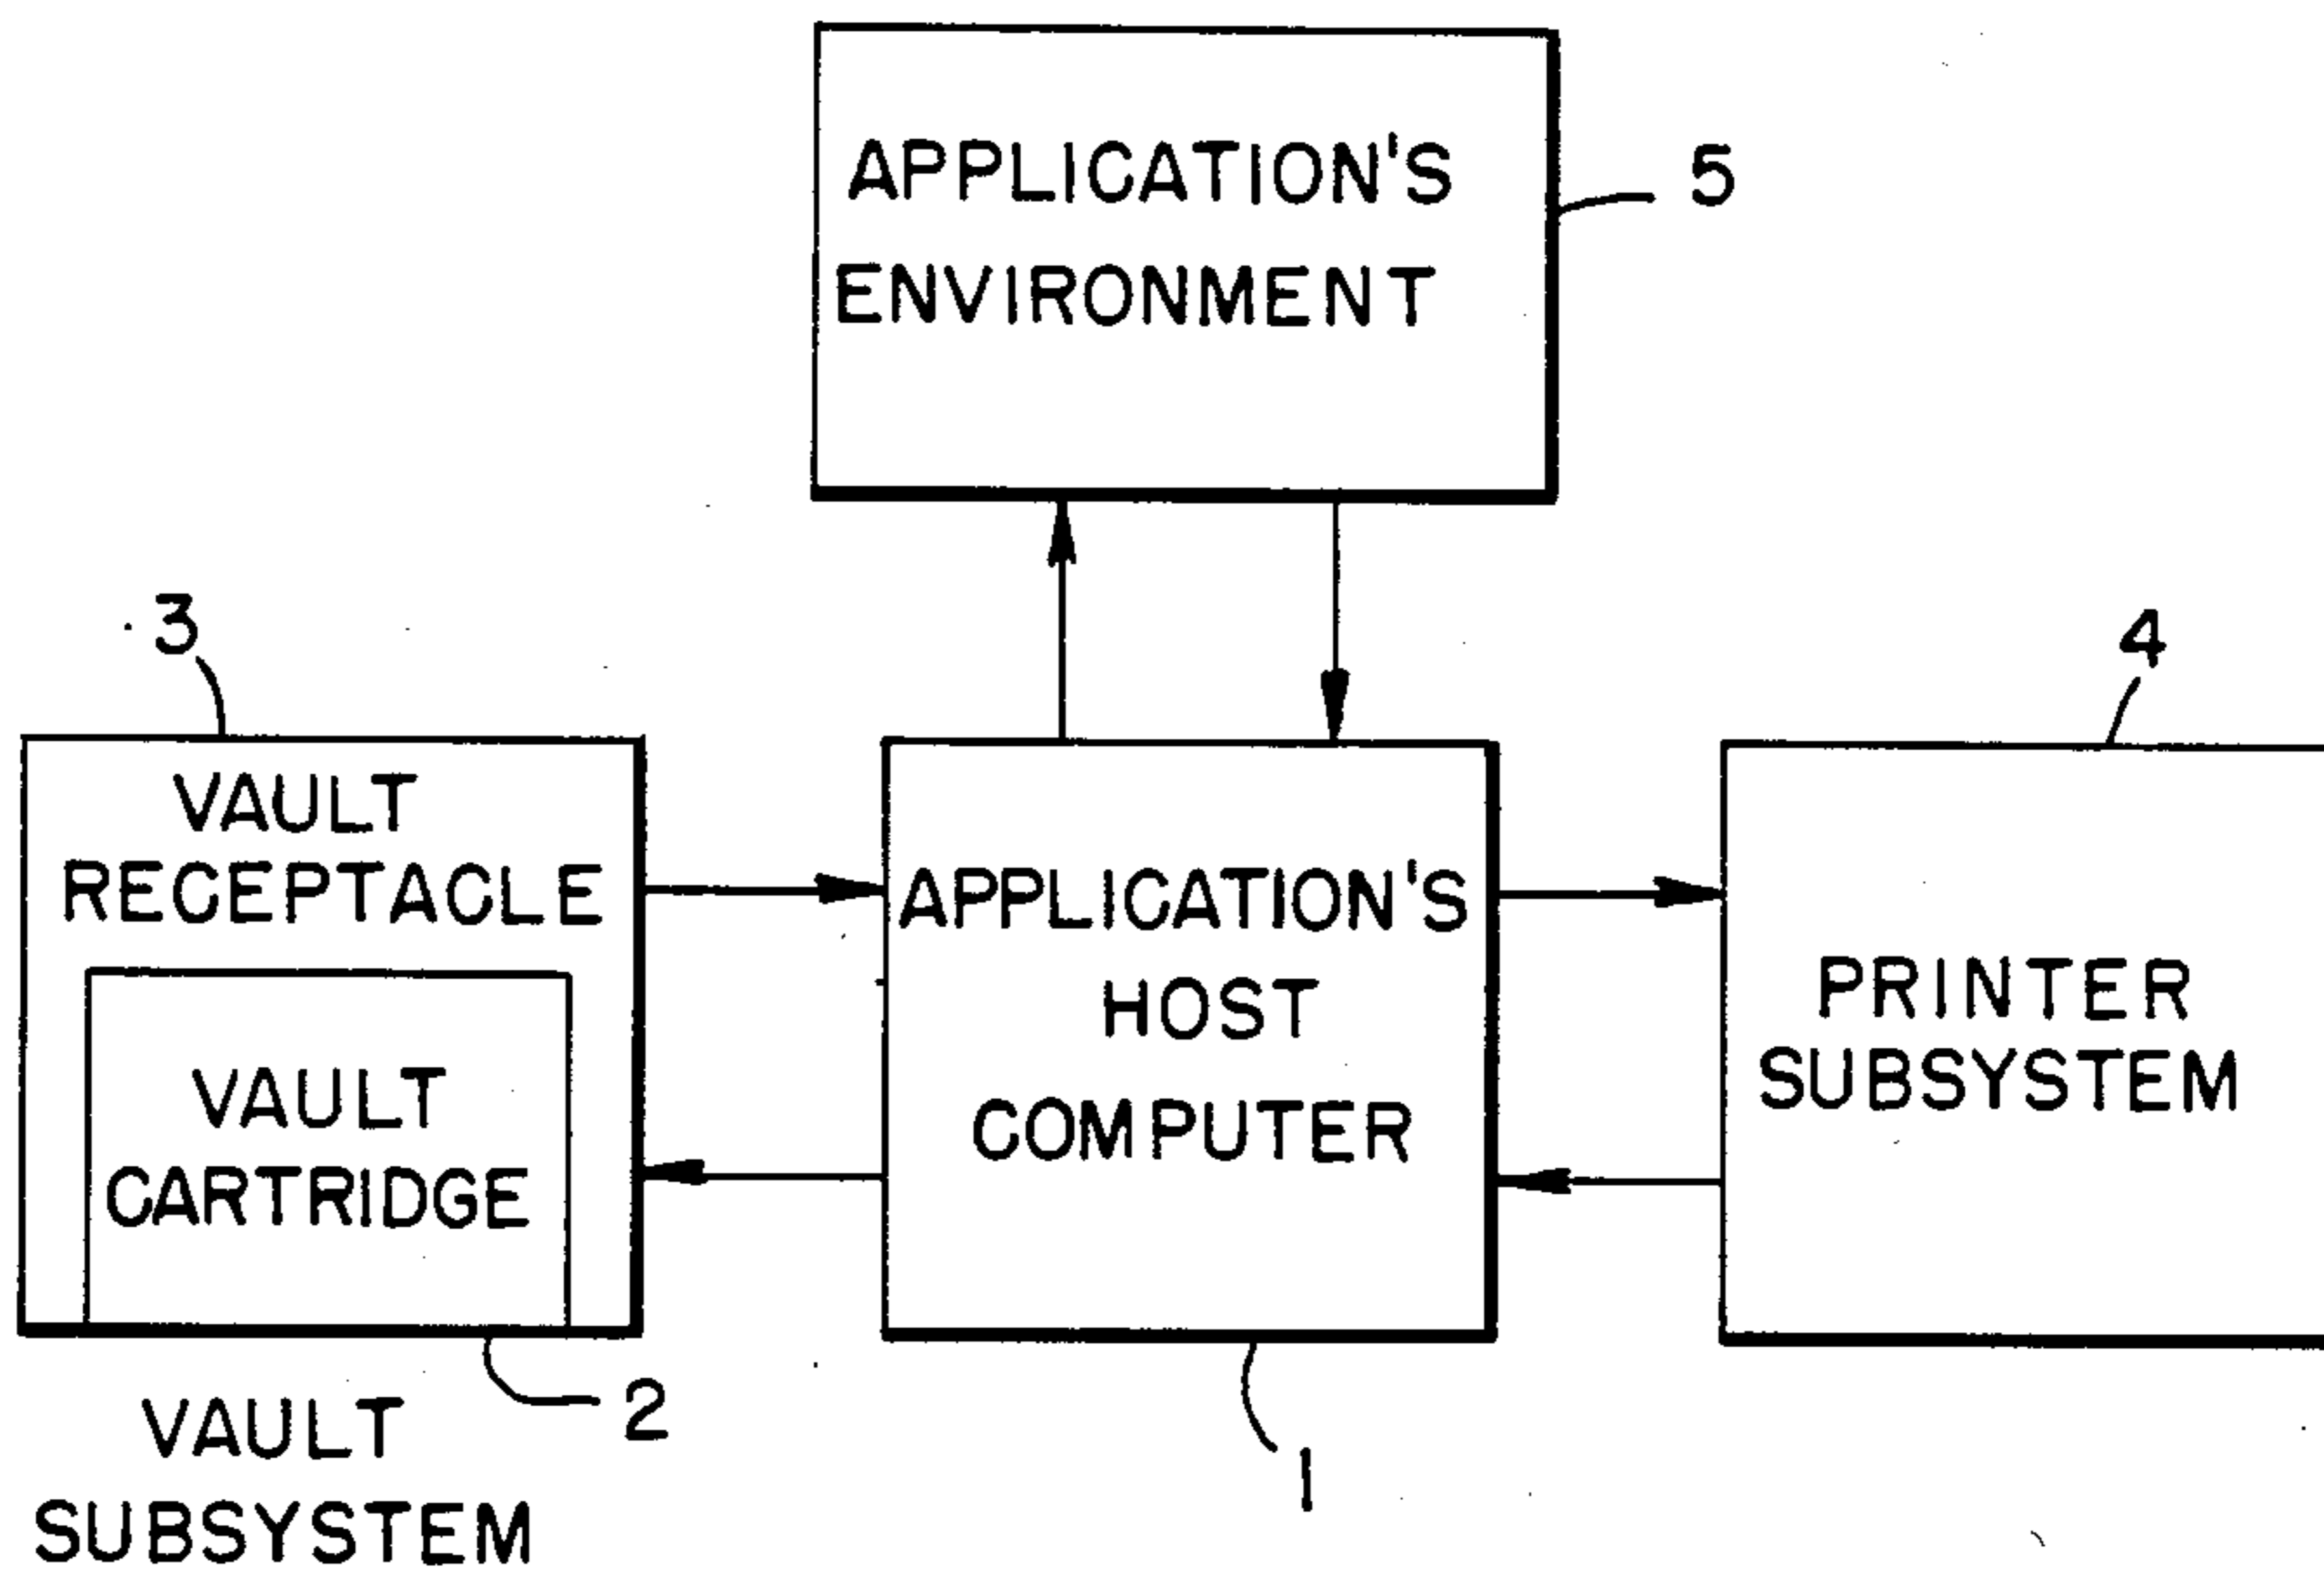 APPLICATION'S
ENVIRONMENT
5
3
4
VAULT
RECEPTACLE
VAULT
CARTRIDGE
APPLICATION'S
HOST
COMPUTER
PRINTER
SUBSYSTEM
2
1
VAULT
SUBSYSTEM